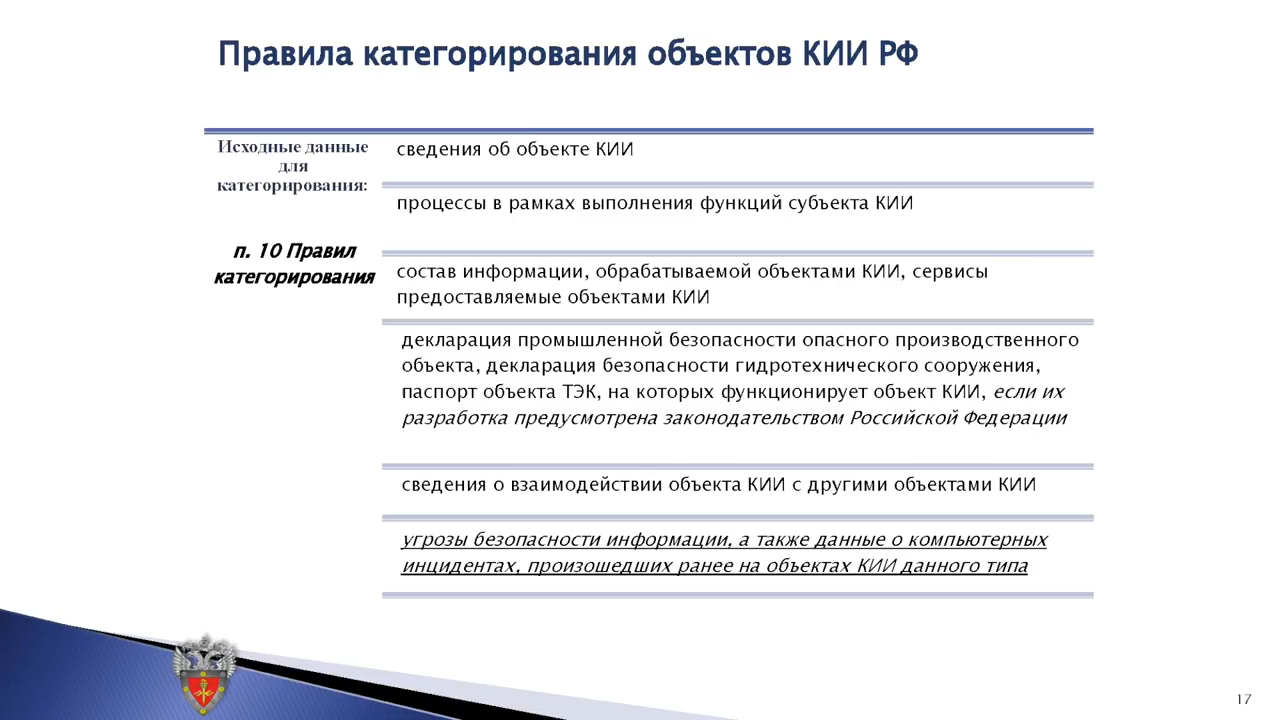 Правила категорирования объектов КИИ РФ
Исходные данные
для
категорирования:
п. 10 Правил
категорирования
сведения об объекте КИИ
процессы в рамках выполнения функций субъекта КИИ
состав информации, обрабатываемой объектами КИИ, сервисы
предоставляемые объектами КИИ
декларация промышленной безопасности опасного производственного
объекта, декларация безопасности гидротехнического сооружения,
паспорт объекта ТЭК, на которых функционирует объект КИИ, если их
разработка предусмотрена законодательством Российской Федерации
сведения о взаимодействии объекта КИИ с другими объектами КИИ
угрозы безопасности информации, а также данные о компьютерных
инцидентах, произошедших ранее на объектах КИИ данного типа
17